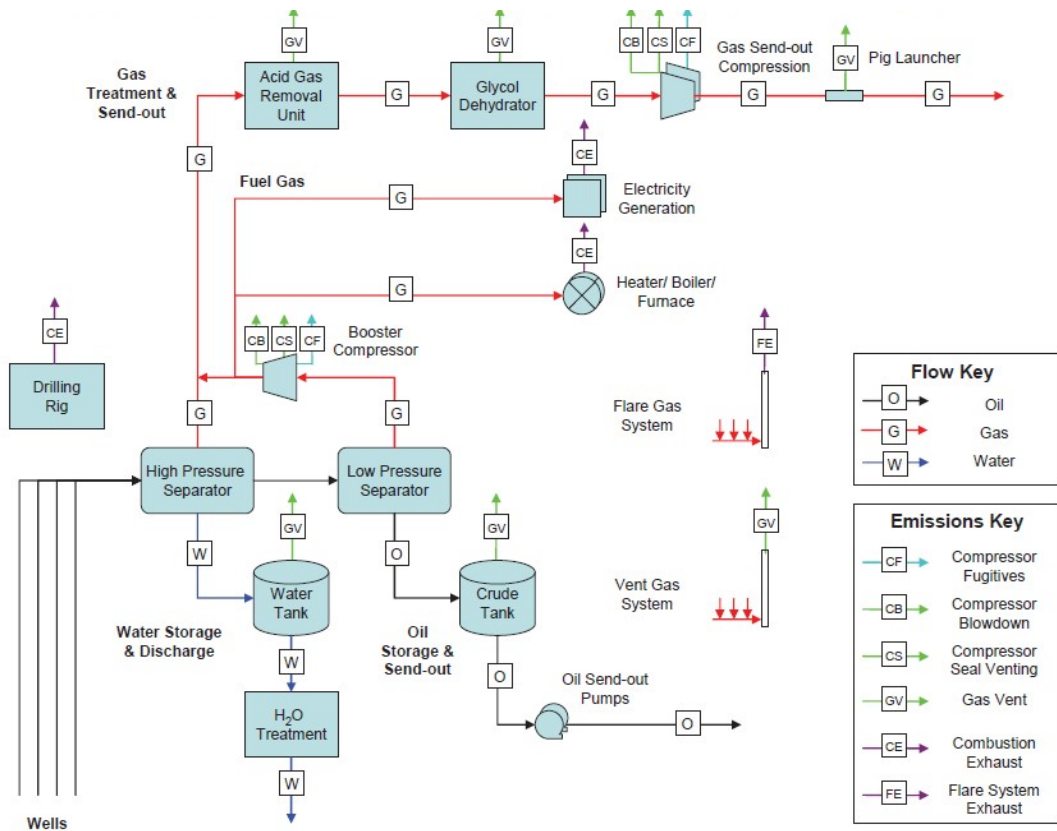 GV
GV
CB
CS
CF
GV
Gas Send-out
Compression
Pig Launcher
Gas
Treatment &
Send-out
Acid Gas
Removal
Unit
G
Glycol
Dehydrator
G
G
G
G
CE
Fuel Gas
G
Electricity
Generation
CE
G
Heater/ Boiler/
Furnace
CE
Drilling
Rig
CB
CS
CF
Booster
Compressor
G
G
High Pressure
Separator
Low Pressure
Separator
W
GV
O
GV
Water
Tank
Crude
Tank
Water Storage
& Discharge
Oil
Storage &
Send-out
W
O
H2O
Treatment
W
Oil Send-out
Pumps
O
Wells
FE
Flare Gas
System
GV
Vent Gas
System
Flow Key
O
Oil
G
Gas
W
Water
Emissions Key
CF
Compressor
Fugitives
CB
Compressor
Blowdown
CS
Compressor
Seal Venting
GV
Gas Vent
CE
Combustion
Exhaust
FE
Flare System
Exhaust